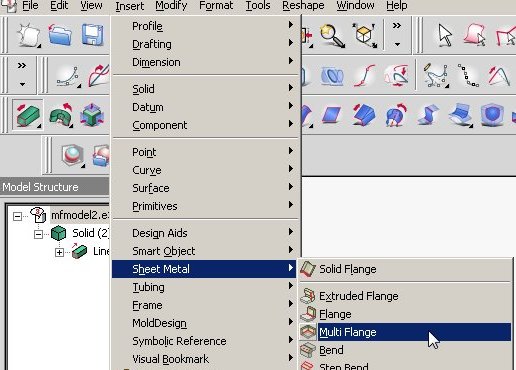 File Edit View Insert Modify Format Tools Reshape Window Help
Profile
Drafting
Dimension
Solid
Datum
Component
Point
Curve
Surface
Primitives
Model Structure
mfmodel2.e3
Design Aids
Solid (2)
Smart Object
Line
Sheet Metal
Solid Flange
Tubing
Frame
Extruded Flange
MoldDesign
Flange
Symbolic Reference
Multi Flange
Visual Bookmark
Bend
Step Bend